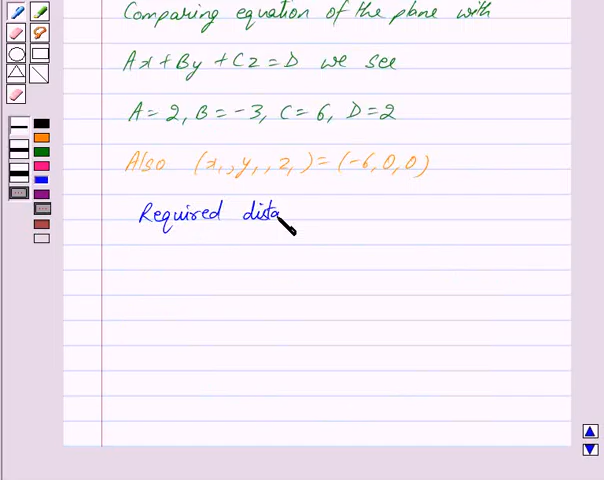 Comparing equation of the plane with
Ax+By+Cz=D we see
A=2, B=-3, C=6, D=2
Also (x₁, y₁, z₁)=(-6,0,0)
Required dista